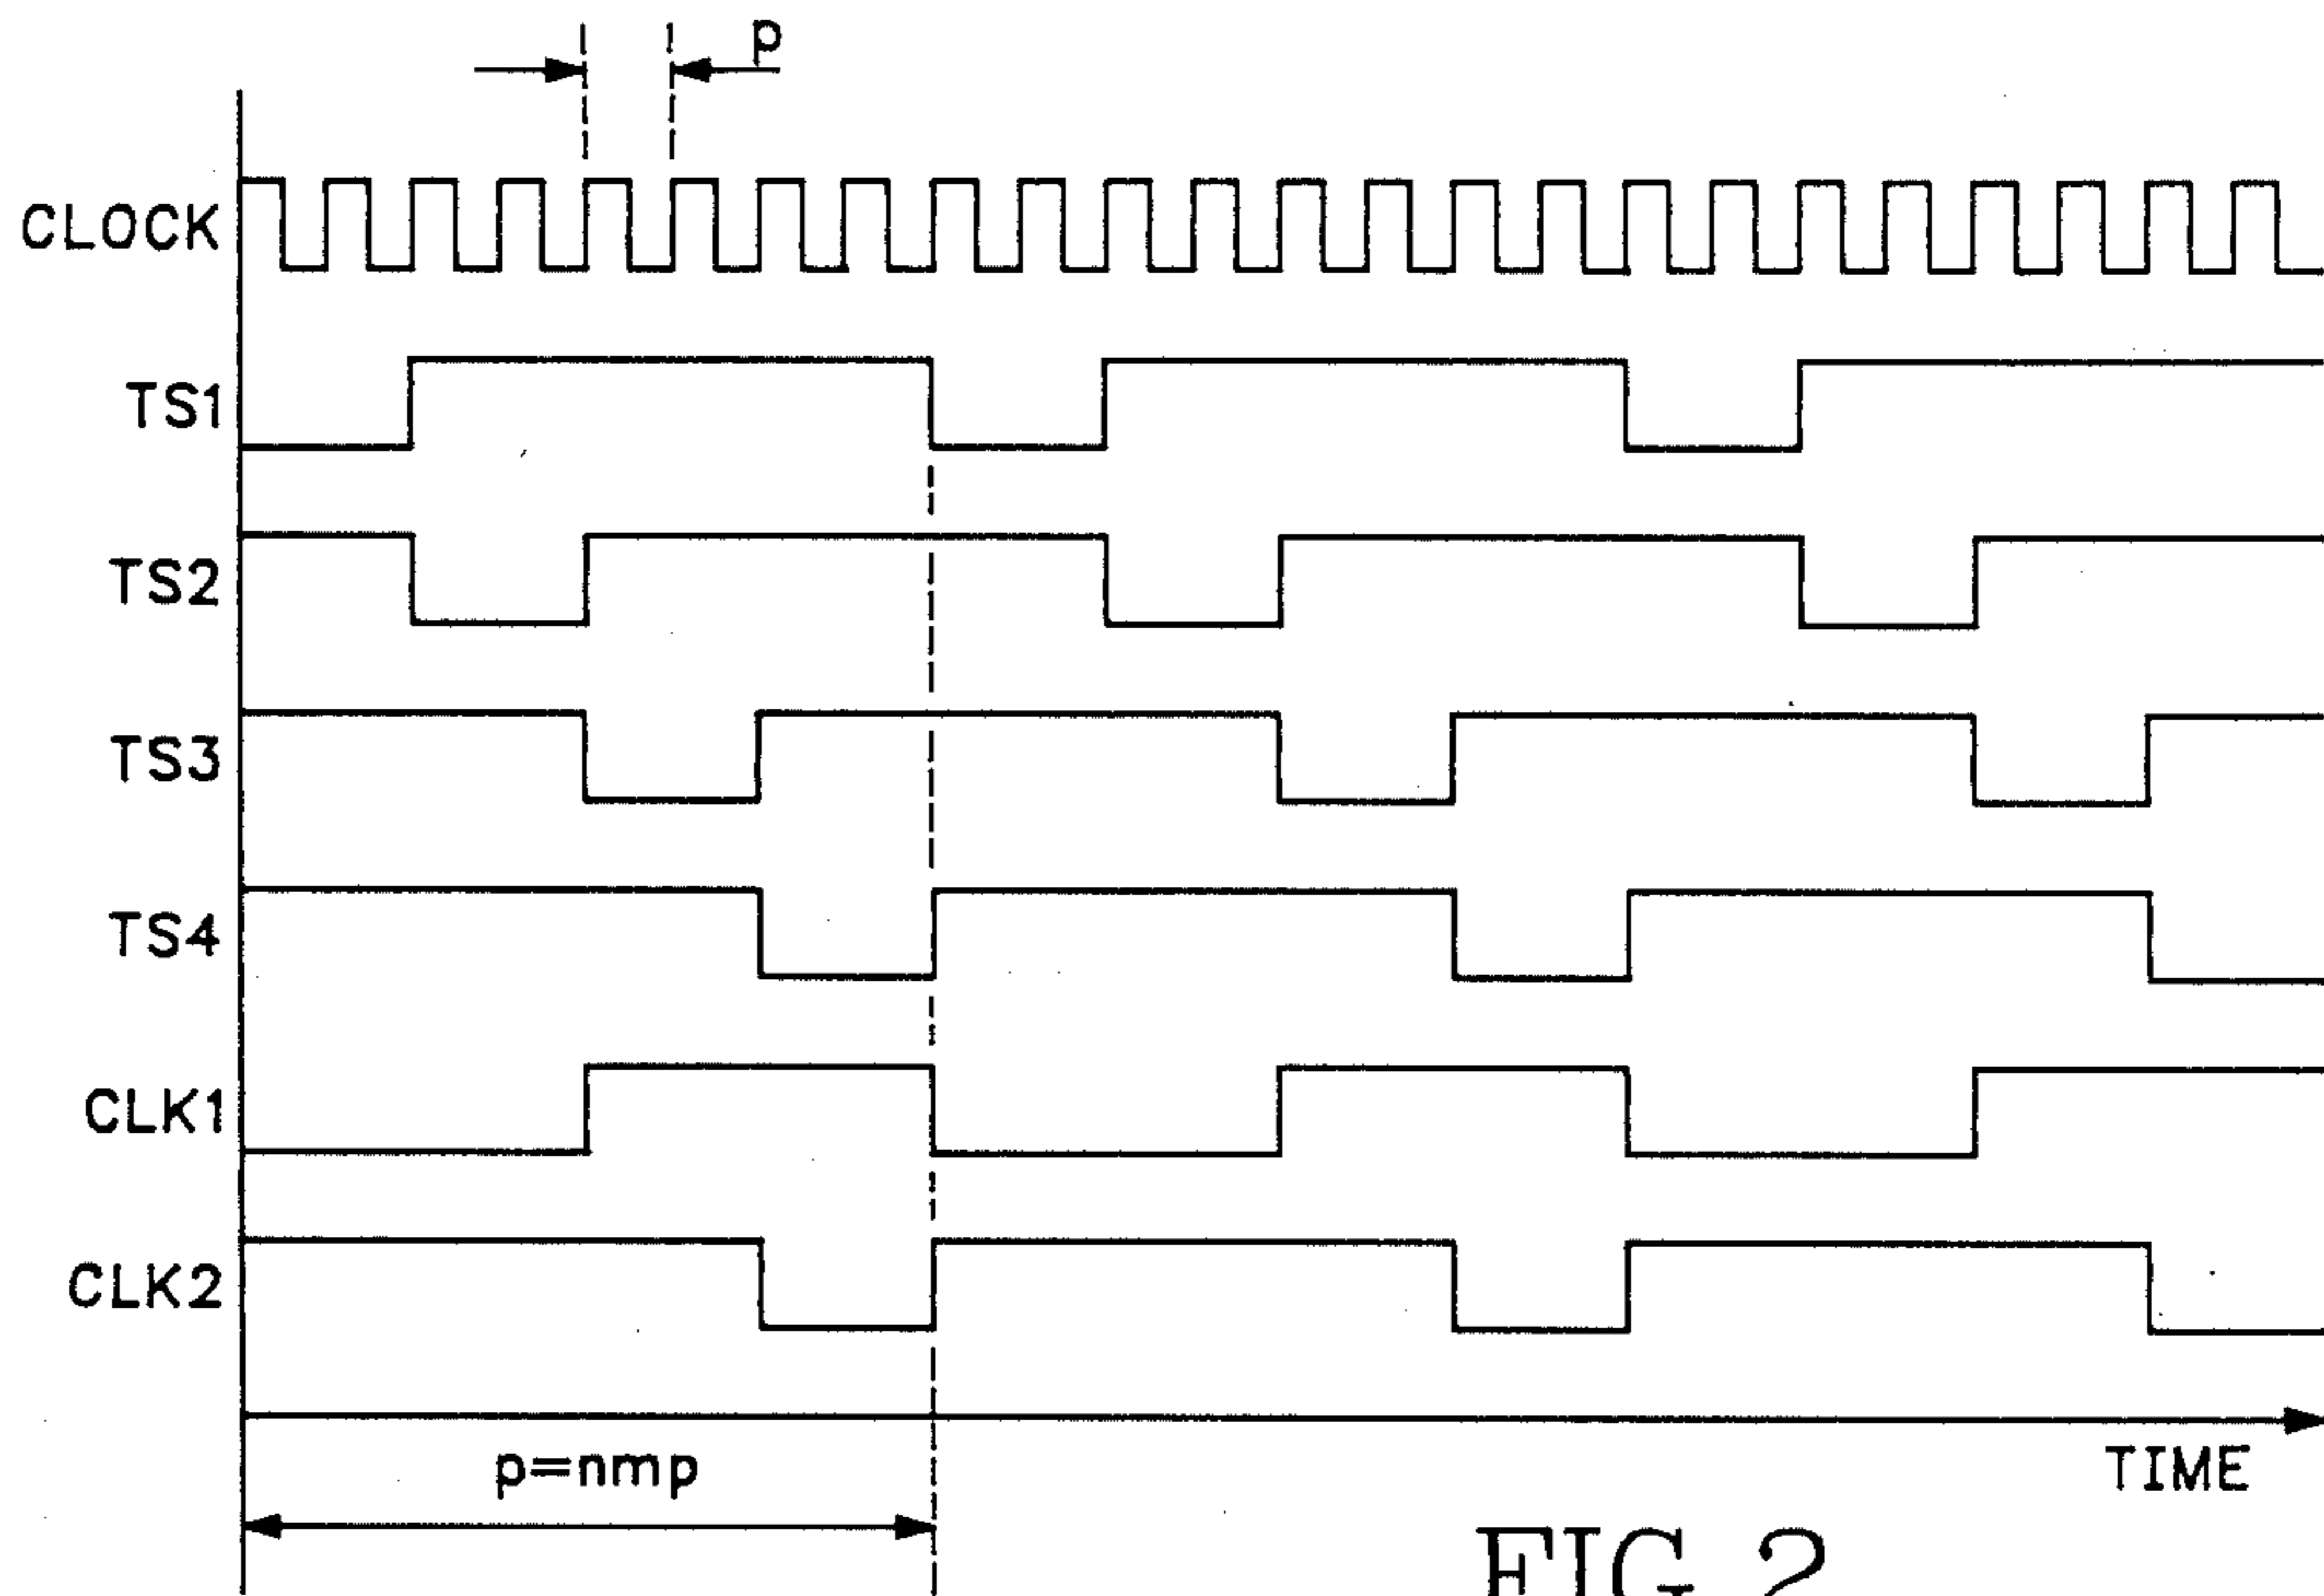 p
CLOCK
TS1
TS2
TS3
TS4
CLK1
CLK2
p=nmp
TIME
FIG. 2